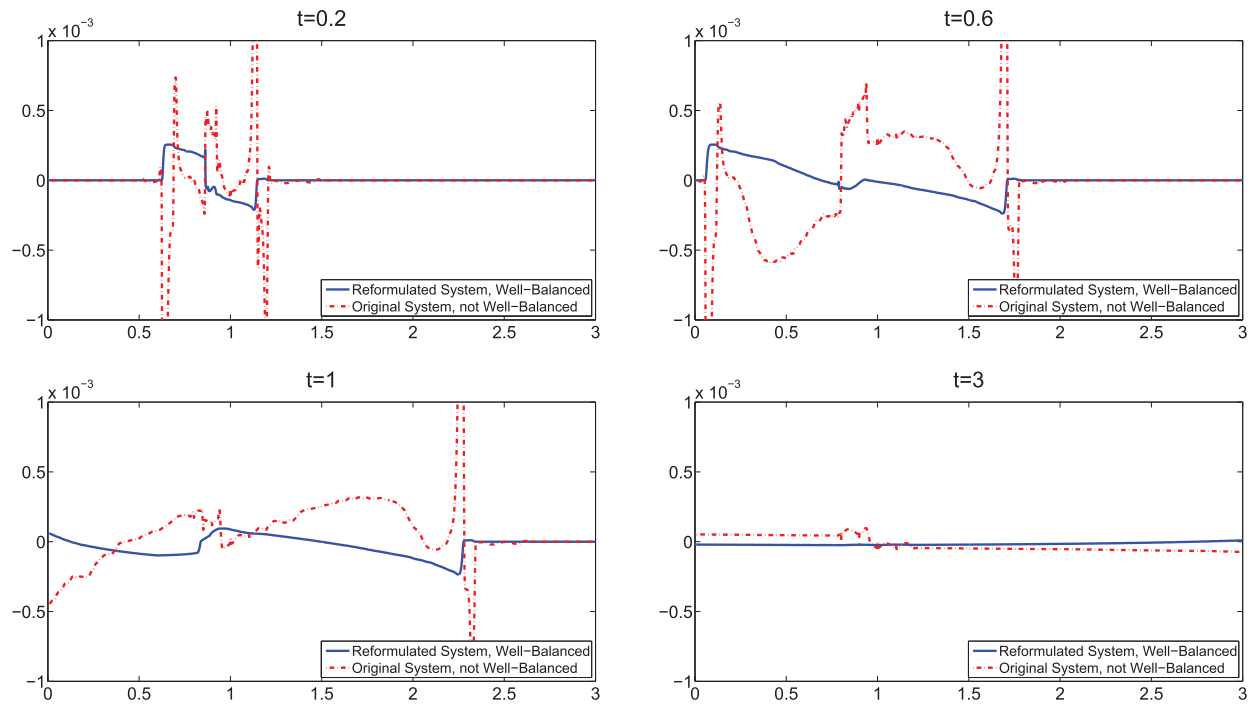 t=0.2
x 10⁻³
1
0.5
0
−0.5
−1
0 0.5 1 1.5 2 2.5 3
Reformulated System, Well−Balanced
Original System, not Well−Balanced
t=0.6
x 10⁻³
1
0.5
0
−0.5
−1
0 0.5 1 1.5 2 2.5 3
Reformulated System, Well−Balanced
Original System, not Well−Balanced
t=1
x 10⁻³
1
0.5
0
−0.5
−1
0 0.5 1 1.5 2 2.5 3
Reformulated System, Well−Balanced
Original System, not Well−Balanced
t=3
x 10⁻³
1
0.5
0
−0.5
−1
0 0.5 1 1.5 2 2.5 3
Reformulated System, Well−Balanced
Original System, not Well−Balanced